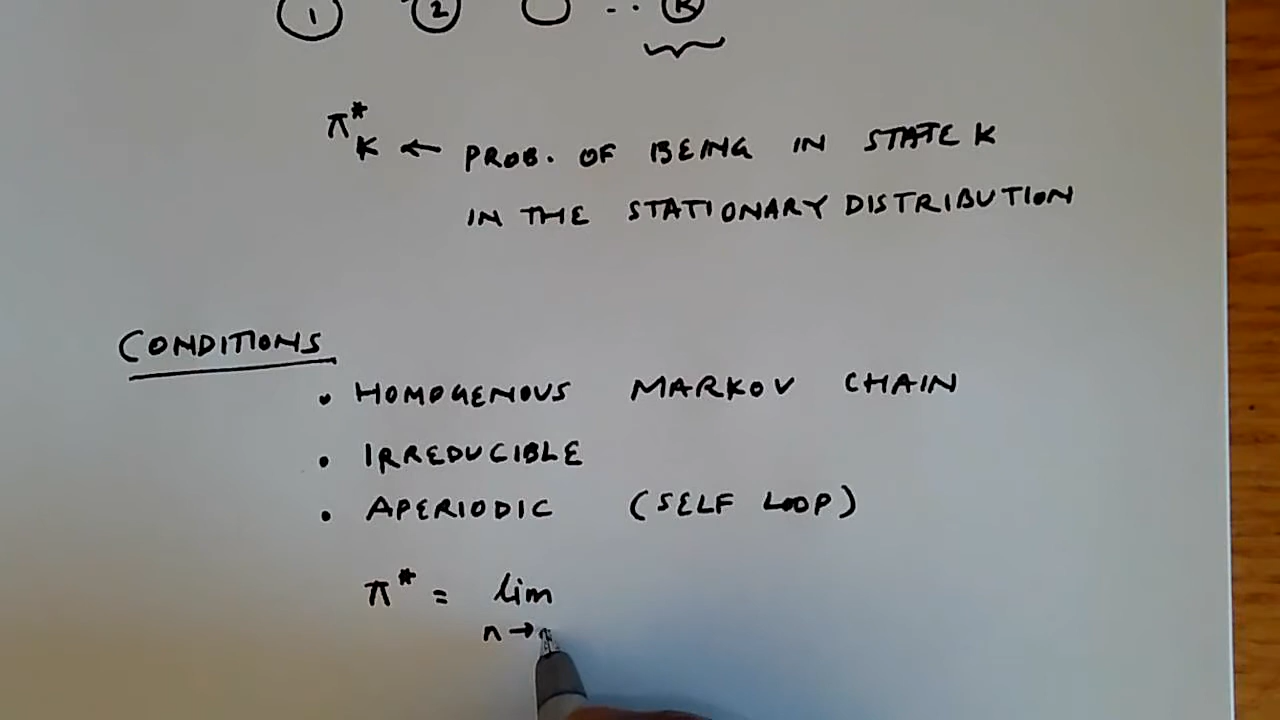 1 2 .. K
π*K ← PROB. OF BEING IN STATE K
IN THE STATIONARY DISTRIBUTION
CONDITIONS
• HOMOGENOUS MARKOV CHAIN
• IRREDUCIBLE
• APERIODIC (SELF LOOP)
π* = lim
n →